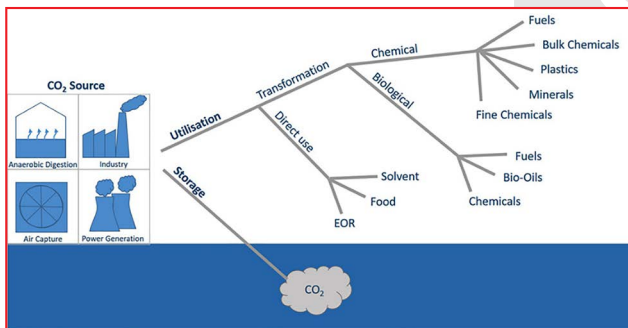 CO₂ Source
Anaerobic Digestion
Industry
Air Capture
Power Generation
Utilisation
Storage
Transformation
Direct use
Chemical
Biological
Fuels
Bulk Chemicals
Plastics
Minerals
Fine Chemicals
Fuels
Bio-Oils
Chemicals
Solvent
Food
EOR
CO₂